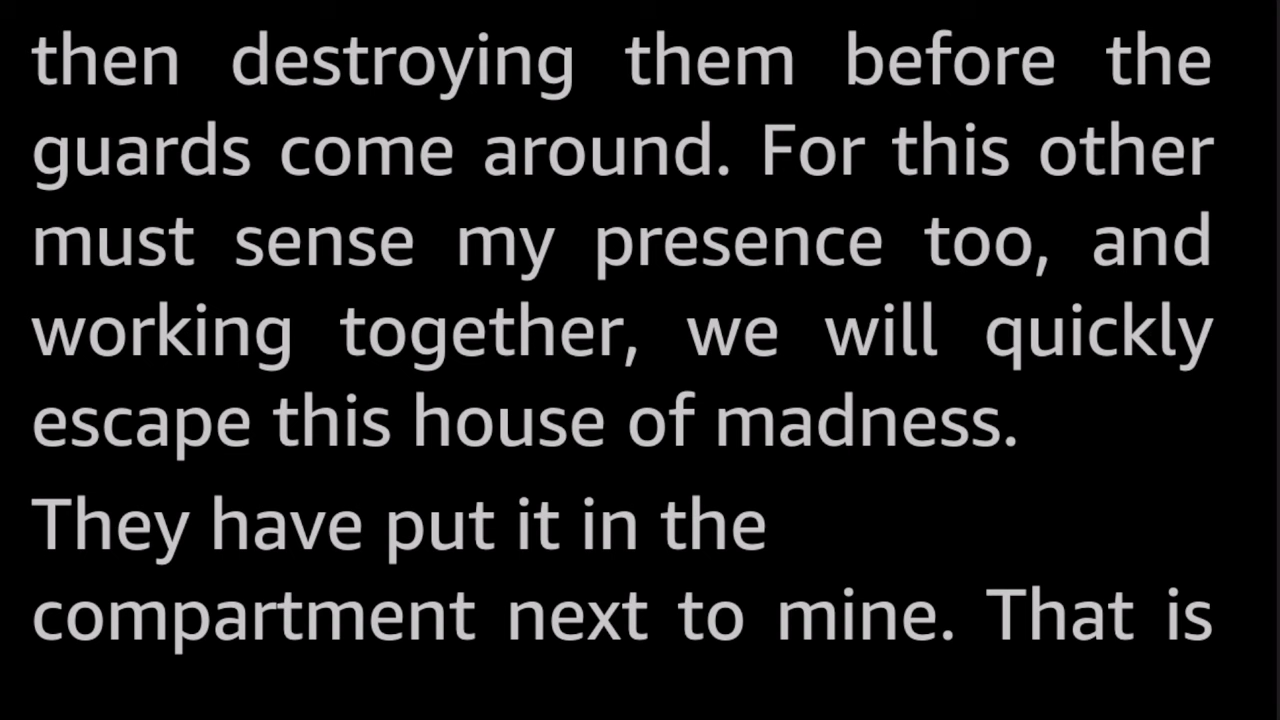 then destroying them before the
guards come around. For this other
must sense my presence too, and
working together, we will quickly
escape this house of madness.
They have put it in the
compartment next to mine. That is